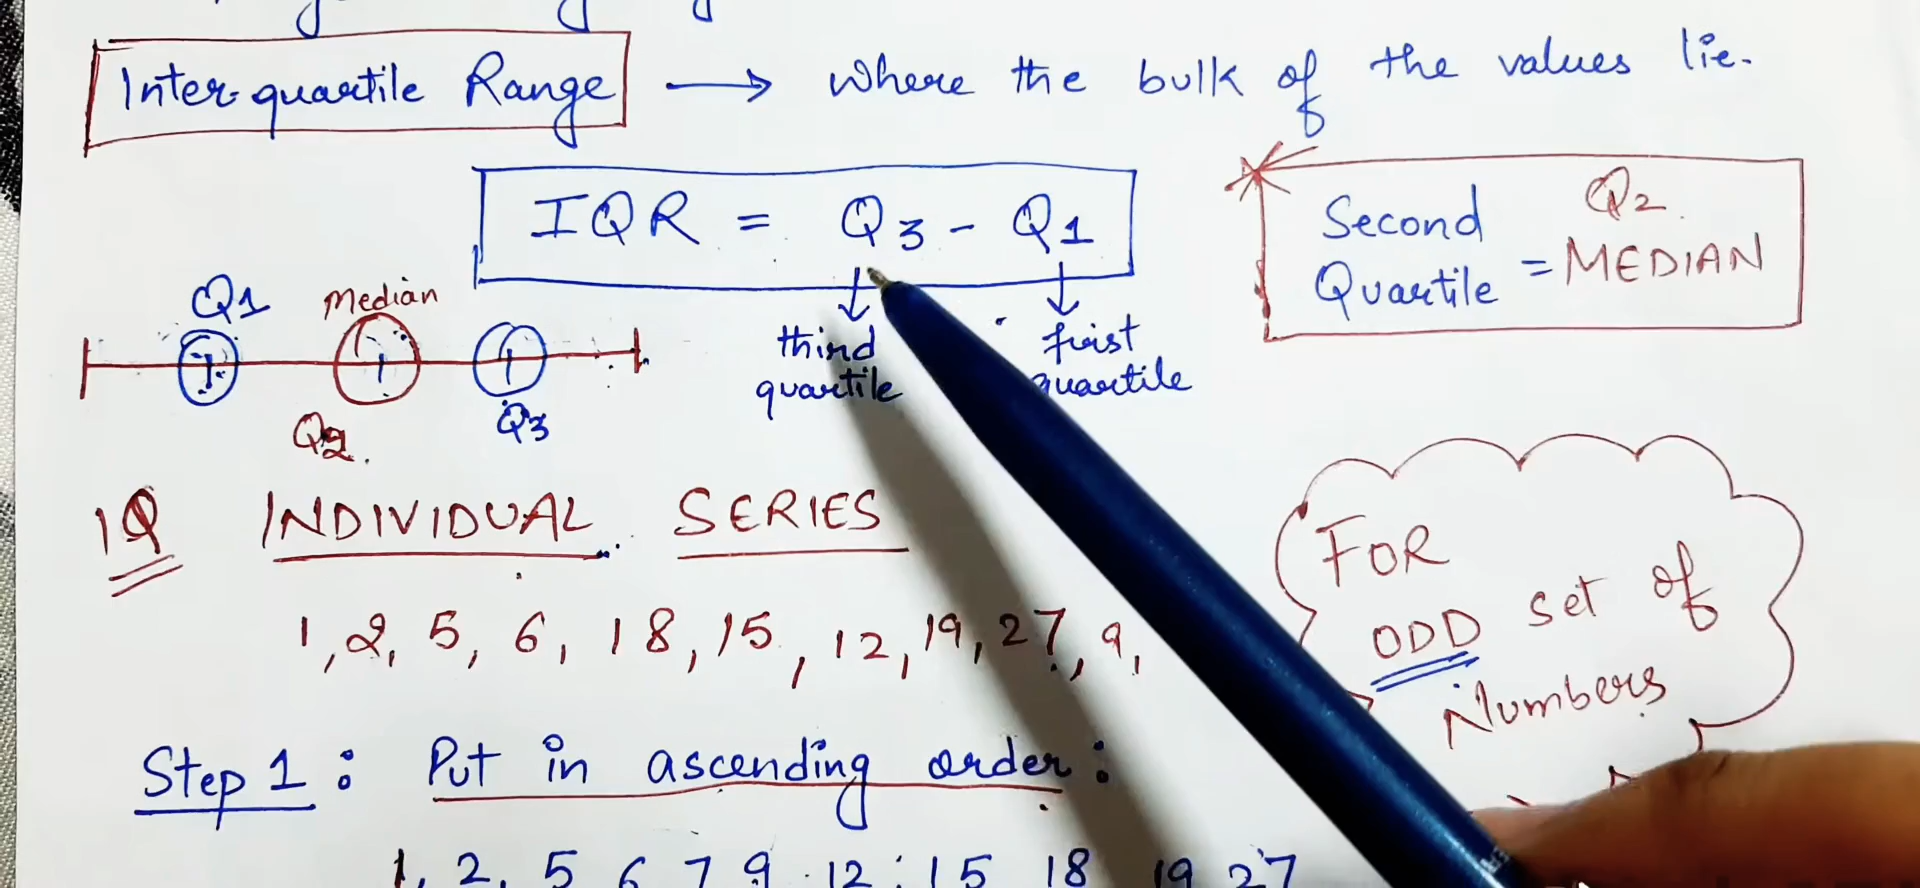 Inter-quartile Range → where the bulk of the values lie.
IQR = Q3 - Q1
third quartile
first quartile
Second Quartile = Q2 MEDIAN
Q1 Median
Q2. Q3
1Q INDIVIDUAL SERIES
1, 2, 5, 6, 18, 15, 12, 19, 27, 9,
FOR
ODD set of
Numbers
Step 1: Put in ascending order:
1, 2, 5 6 7 9 12 15 18 19 27